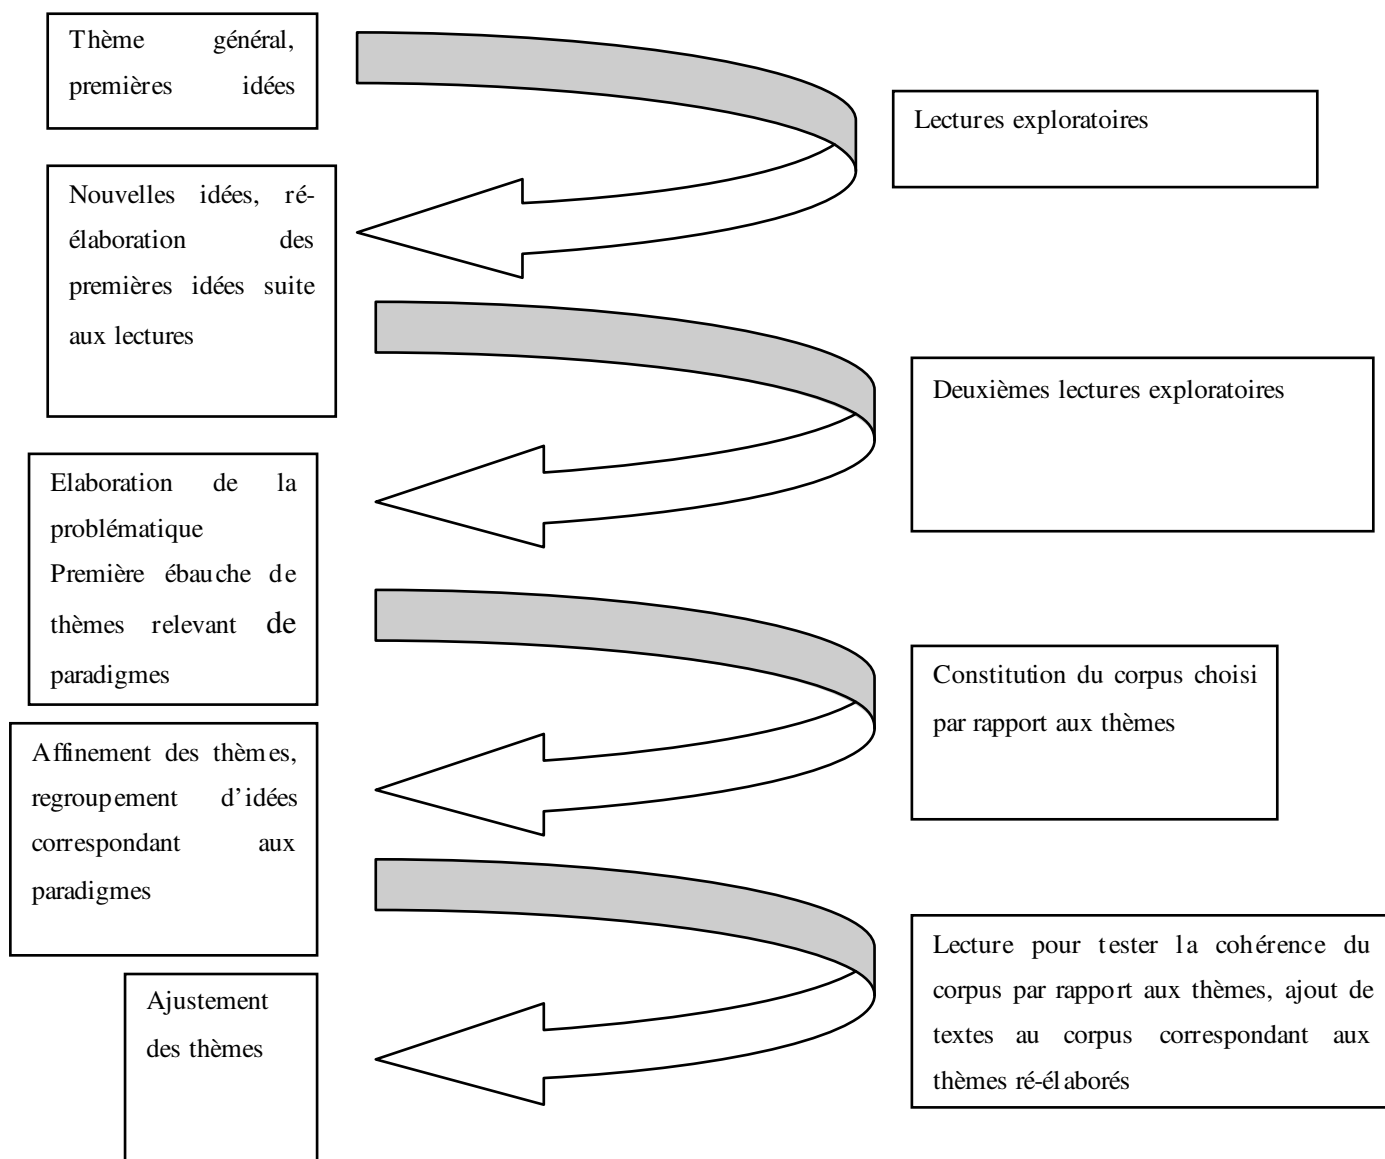 Thème général,
premières idées
Lectures exploratoires
Nouvelles idées, ré-
élaboration des
premières idées suite
aux lectures
Deuxièmes lectures exploratoires
Elaboration de la
problématique
Première ébauche de
thèmes relevant de
paradigmes
Constitution du corpus choisi
par rapport aux thèmes
Affinement des thèmes,
regroupement d'idées
correspondant aux
paradigmes
Lecture pour tester la cohérence du
corpus par rapport aux thèmes, ajout de
textes au corpus correspondant aux
thèmes ré-élaborés
Ajustement
des thèmes